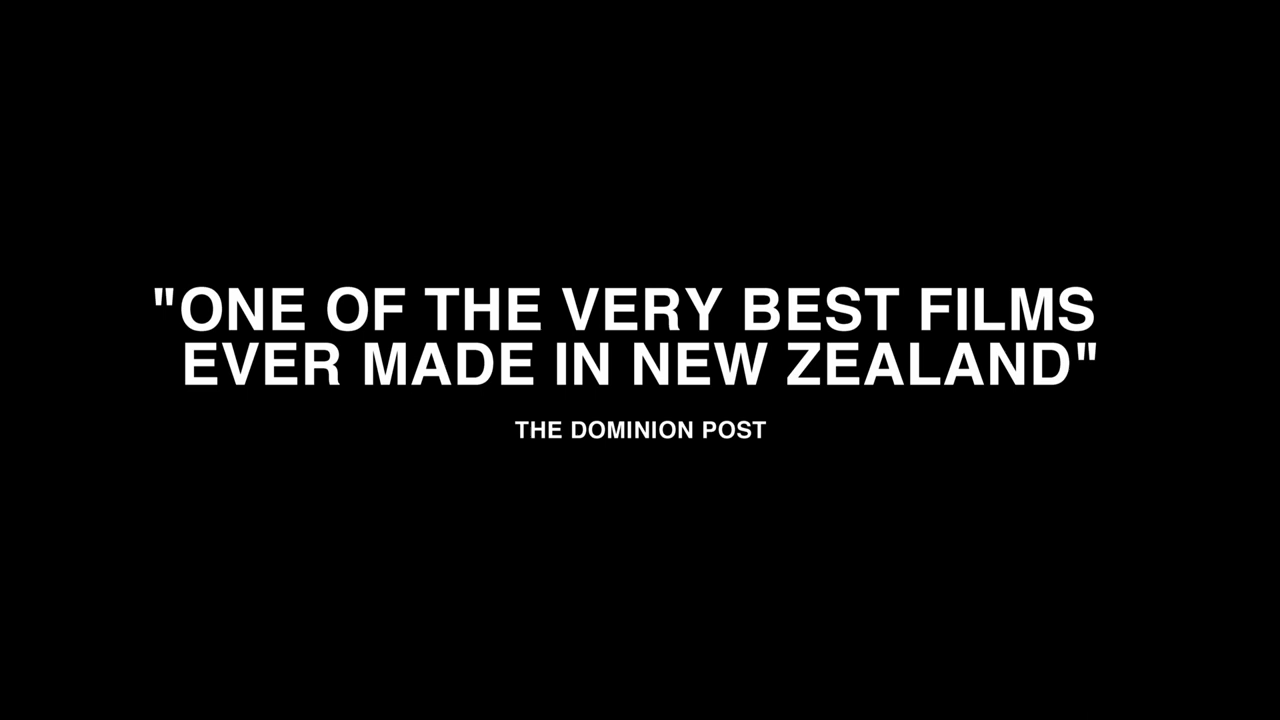 "ONE OF THE VERY BEST FILMS
EVER MADE IN NEW ZEALAND"
THE DOMINION POST